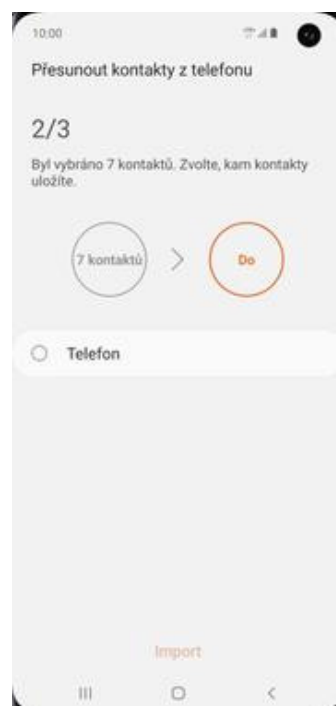 10:00
Přesunout kontakty z telefonu
2/3
Byl vybráno 7 kontaktů. Zvolte, kam kontakty
uložíte.
7 kontaktů
Do
Telefon
Import